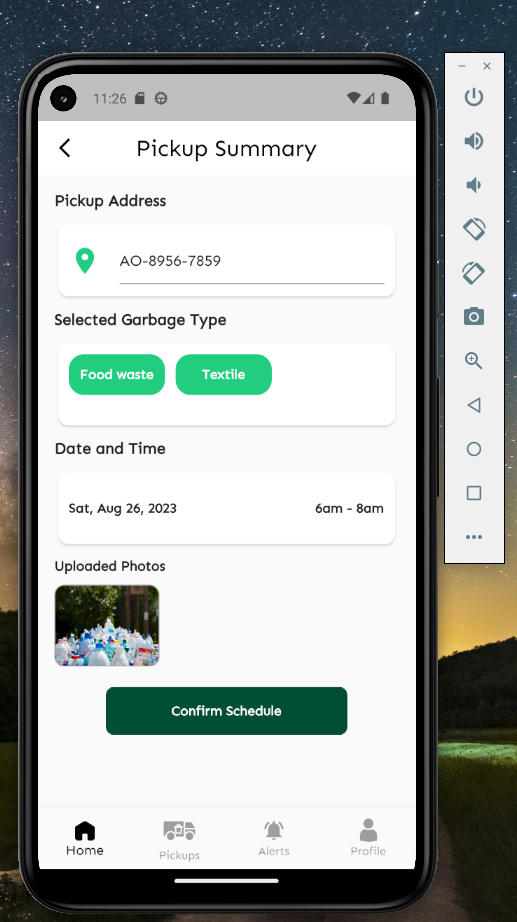 11:26
Pickup Summary
Pickup Address
AO-8956-7859
Selected Garbage Type
Food waste Textile
Date and Time
Sat, Aug 26, 2023 6am - 8am
Uploaded Photos
Confirm Schedule
Home Pickups Alerts Profile